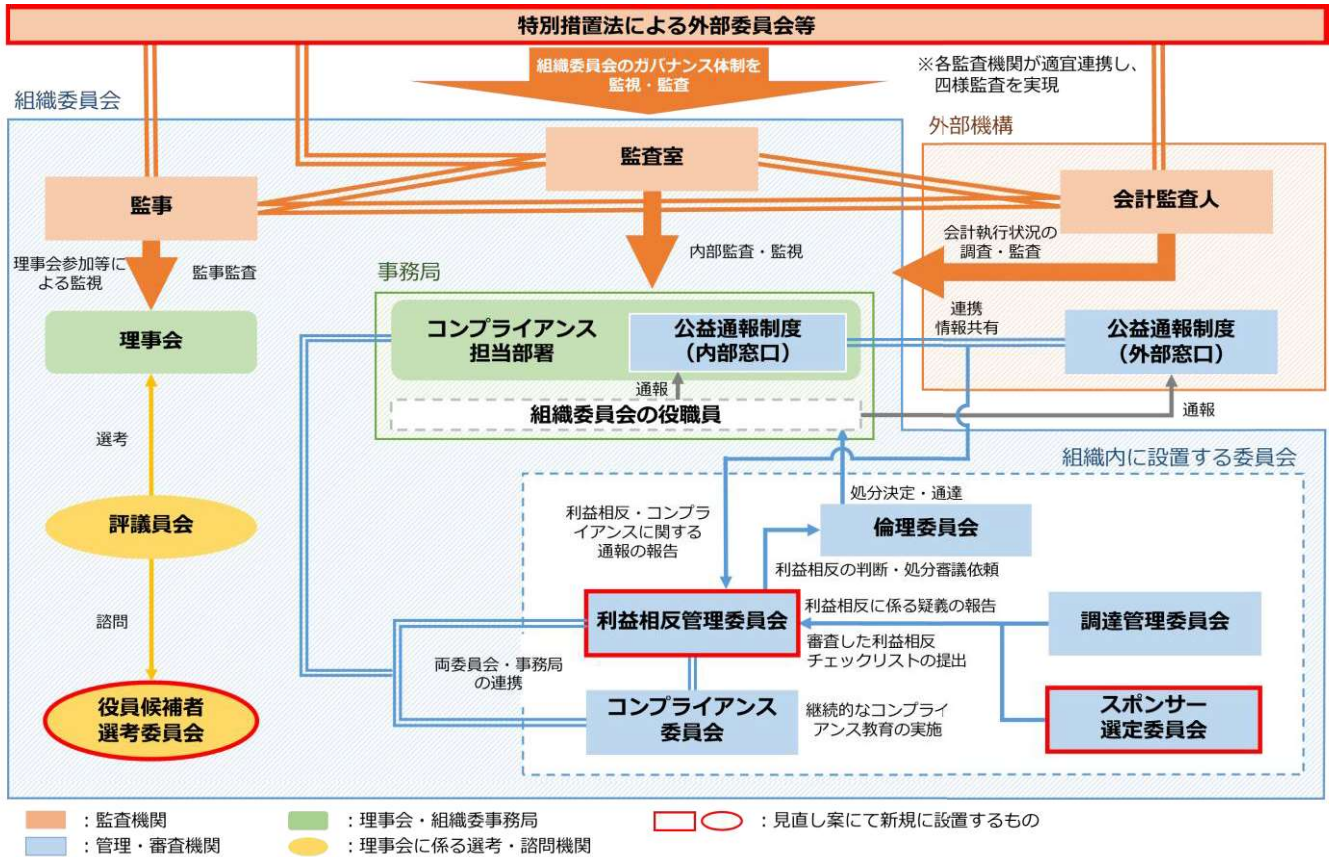 特別措置法による外部委員会等
組織委員会のガバナンス体制を
監視・監査
※各監査機関が適宜連携し、
四様監査を実現
組織委員会
外部機構
監査室
監事
会計監査人
理事会参加等に
よる監視
監事監査
内部監査・監視
会計執行状況の
調査・監査
事務局
理事会
コンプライアンス
担当部署
公益通報制度
（内部窓口）
連携
情報共有
公益通報制度
（外部窓口）
通報
組織委員会の役職員
通報
選考
組織内に設置する委員会
評議員会
処分決定・通達
利益相反・コンプラ
イアンスに関する
通報の報告
倫理委員会
利益相反の判断・処分審議依頼
諮問
利益相反管理委員会
利益相反に係る疑義の報告
調達管理委員会
審査した利益相反
チェックリストの提出
両委員会・事務局
の連携
役員候補者
選考委員会
コンプライアンス
委員会
継続的なコンプライ
アンス教育の実施
スポンサー
選定委員会
：監査機関
：理事会・組織委事務局
：見直し案にて新規に設置するもの
：管理・審査機関
：理事会に係る選考・諮問機関